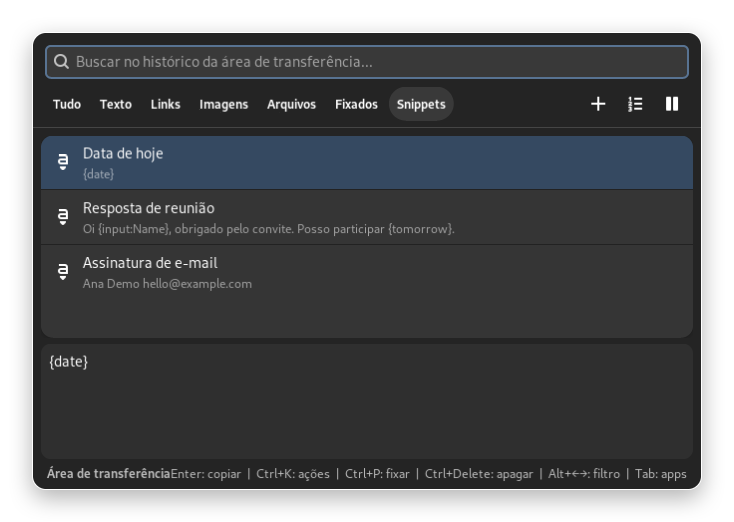 Buscar no histórico da área de transferência...
Tudo Texto Links Imagens Arquivos Fixados Snippets
Data de hoje
{date}
Resposta de reunião
Oi {input:Name}, obrigado pelo convite. Posso participar {tomorrow}.
Assinatura de e-mail
Ana Demo hello@example.com
{date}
Área de transferênciaEnter: copiar | Ctrl+K: ações | Ctrl+P: fixar | Ctrl+Delete: apagar | Alt+←→: filtro | Tab: apps